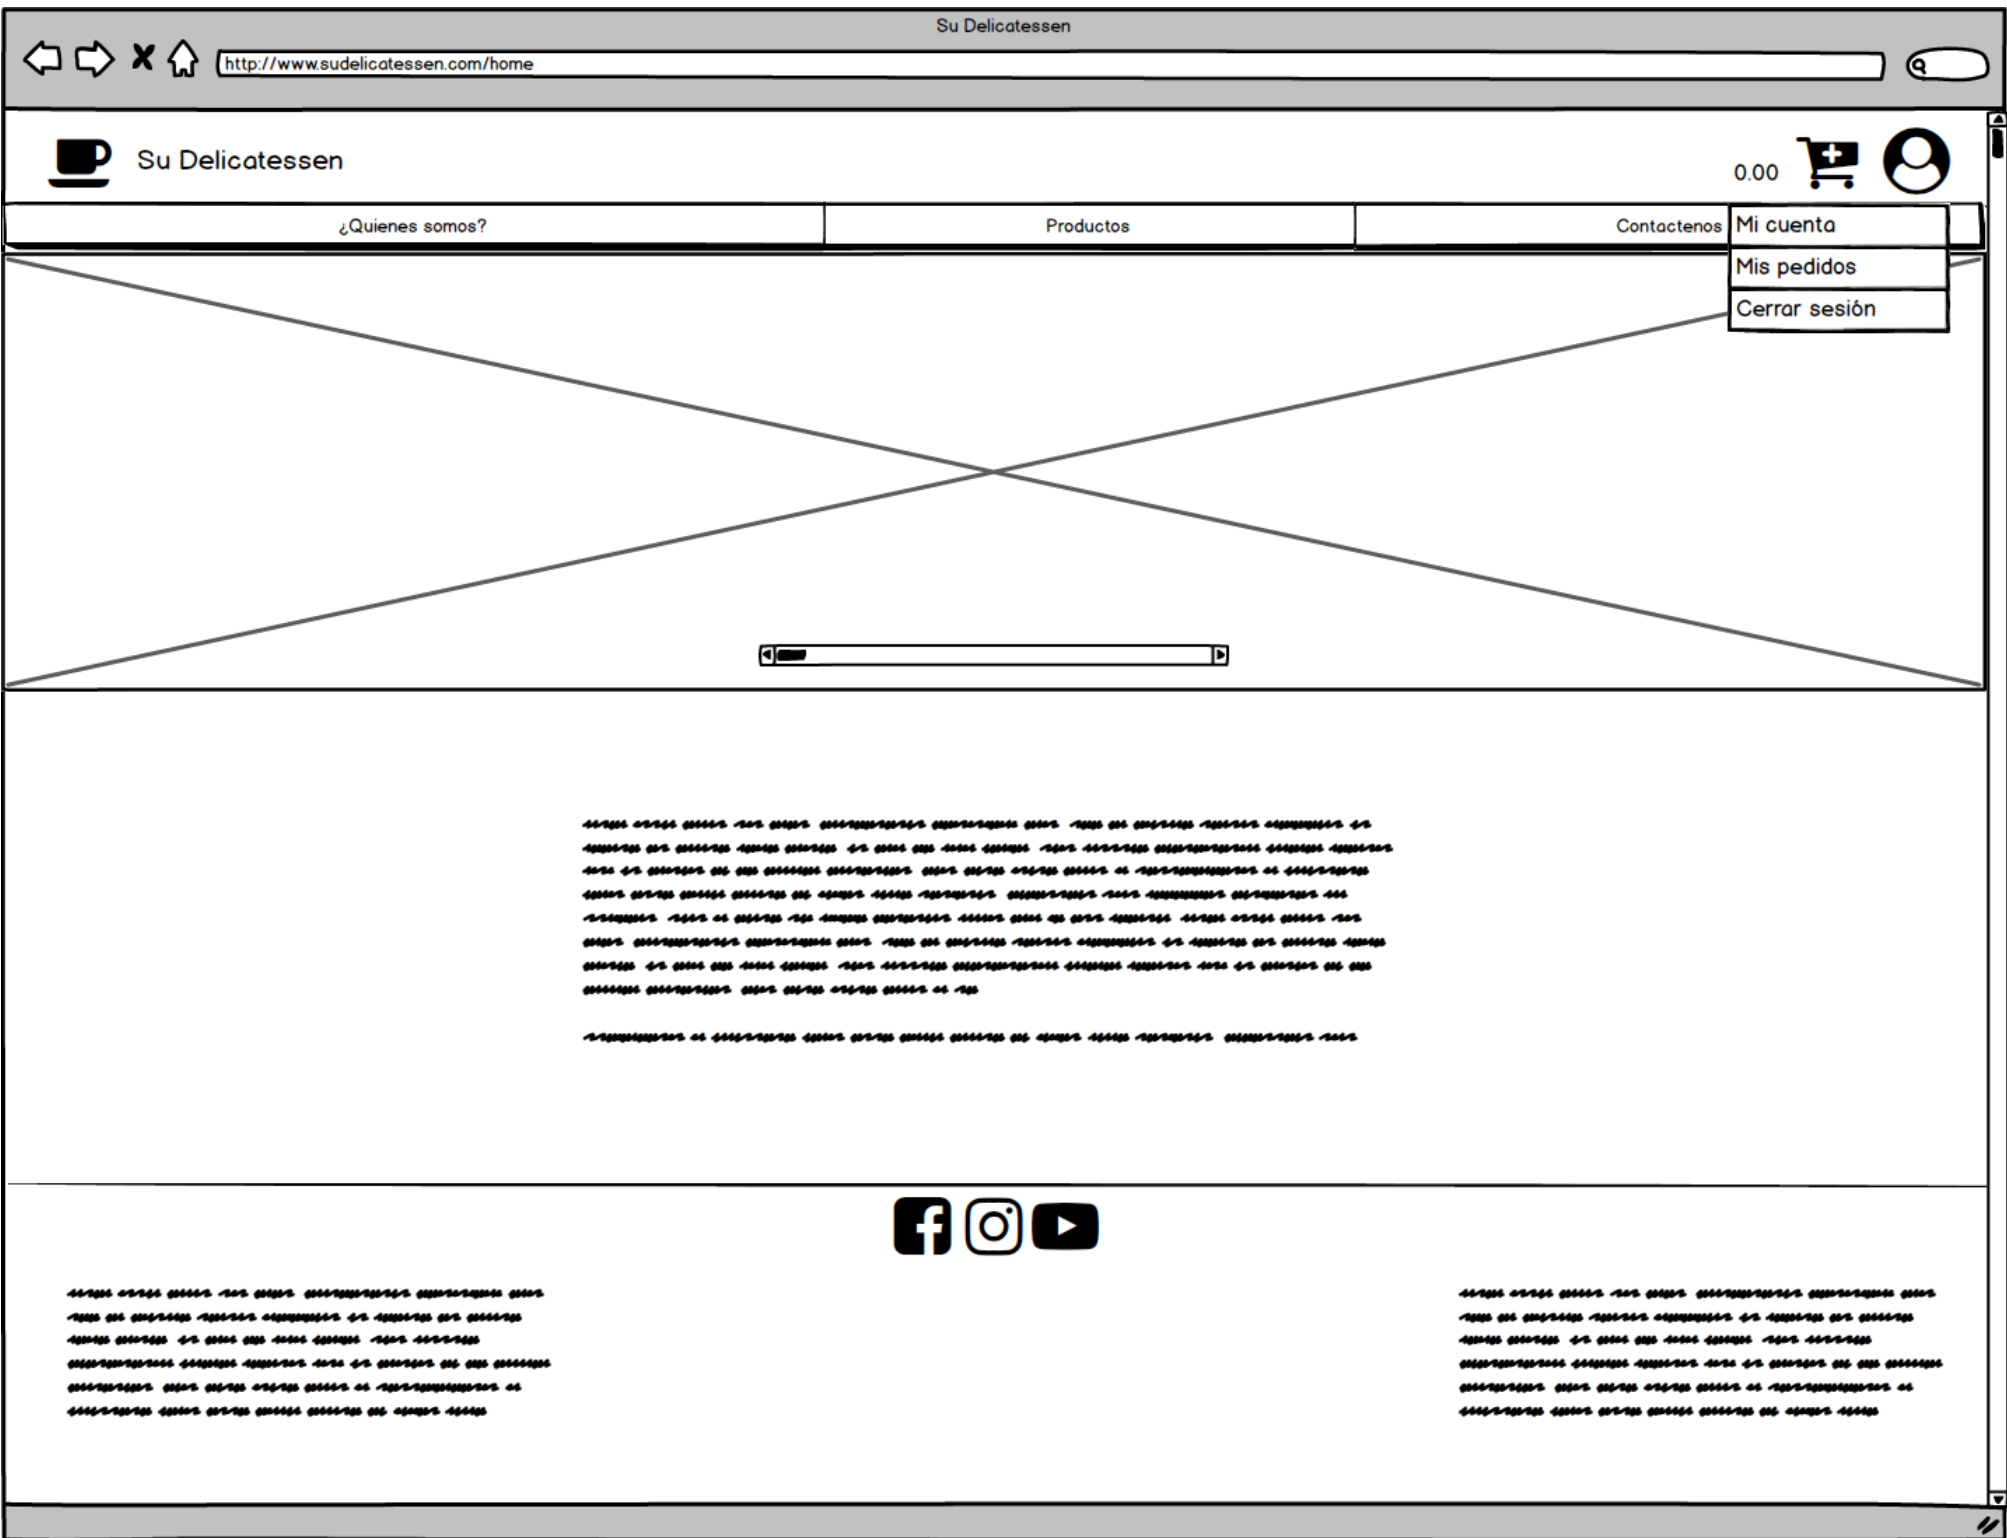 Su Delicatessen
http://www.sudelicatessen.com/home
Su Delicatessen
0.00
¿Quienes somos?
Productos
Contactenos
Mi cuenta
Mis pedidos
Cerrar sesión